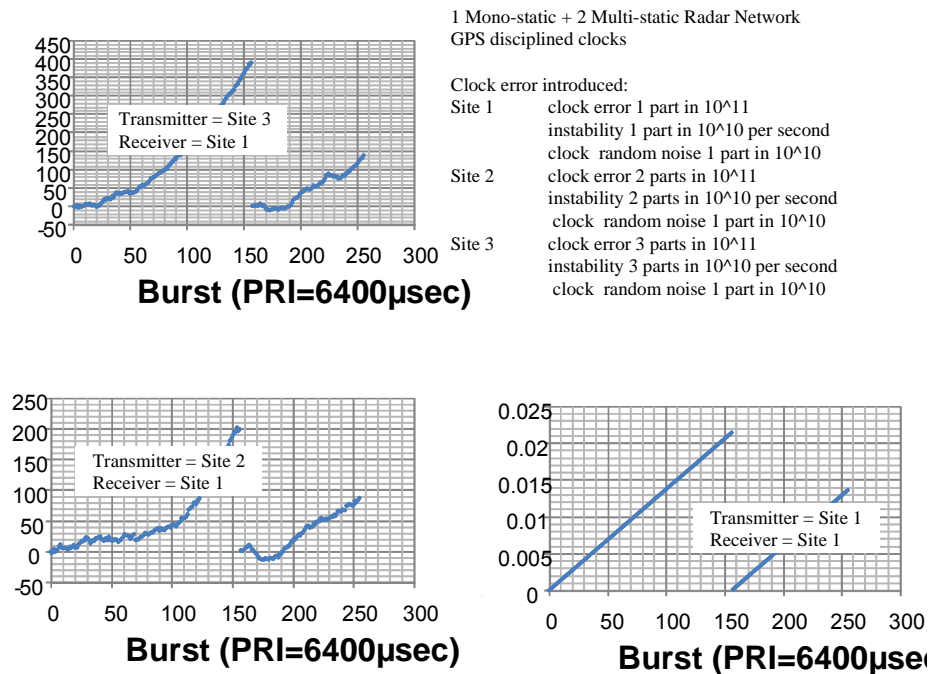 1 Mono-static + 2 Multi-static Radar Network
GPS disciplined clocks
Clock error introduced:
Site 1 clock error 1 part in 10^11
instability 1 part in 10^10 per second
clock random noise 1 part in 10^10
Site 2 clock error 2 parts in 10^11
instability 2 parts in 10^10 per second
clock random noise 1 part in 10^10
Site 3 clock error 3 parts in 10^11
instability 3 parts in 10^10 per second
clock random noise 1 part in 10^10
450
400
350
300
250
200
150
100
50
0
-50
Transmitter = Site 3
Receiver = Site 1
0 50 100 150 200 250 300
Burst (PRI=6400µsec)
250
200
150
100
50
0
-50
Transmitter = Site 2
Receiver = Site 1
0 50 100 150 200 250 300
Burst (PRI=6400µsec)
0.025
0.02
0.015
0.01
0.005
0
Transmitter = Site 1
Receiver = Site 1
0 50 100 150 200 250 300
Burst (PRI=6400µsec